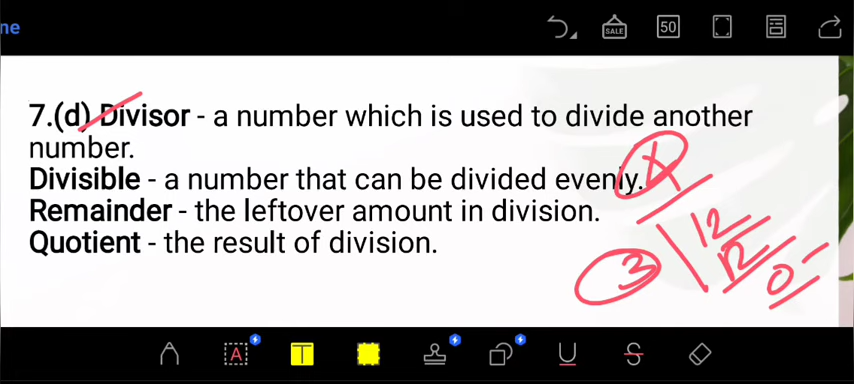 ne
SALE
50
7.(d) Divisor - a number which is used to divide another
number.
Divisible - a number that can be divided evenly.
Remainder - the leftover amount in division.
Quotient - the result of division.
4
3 12
12
0
A
T
U
S